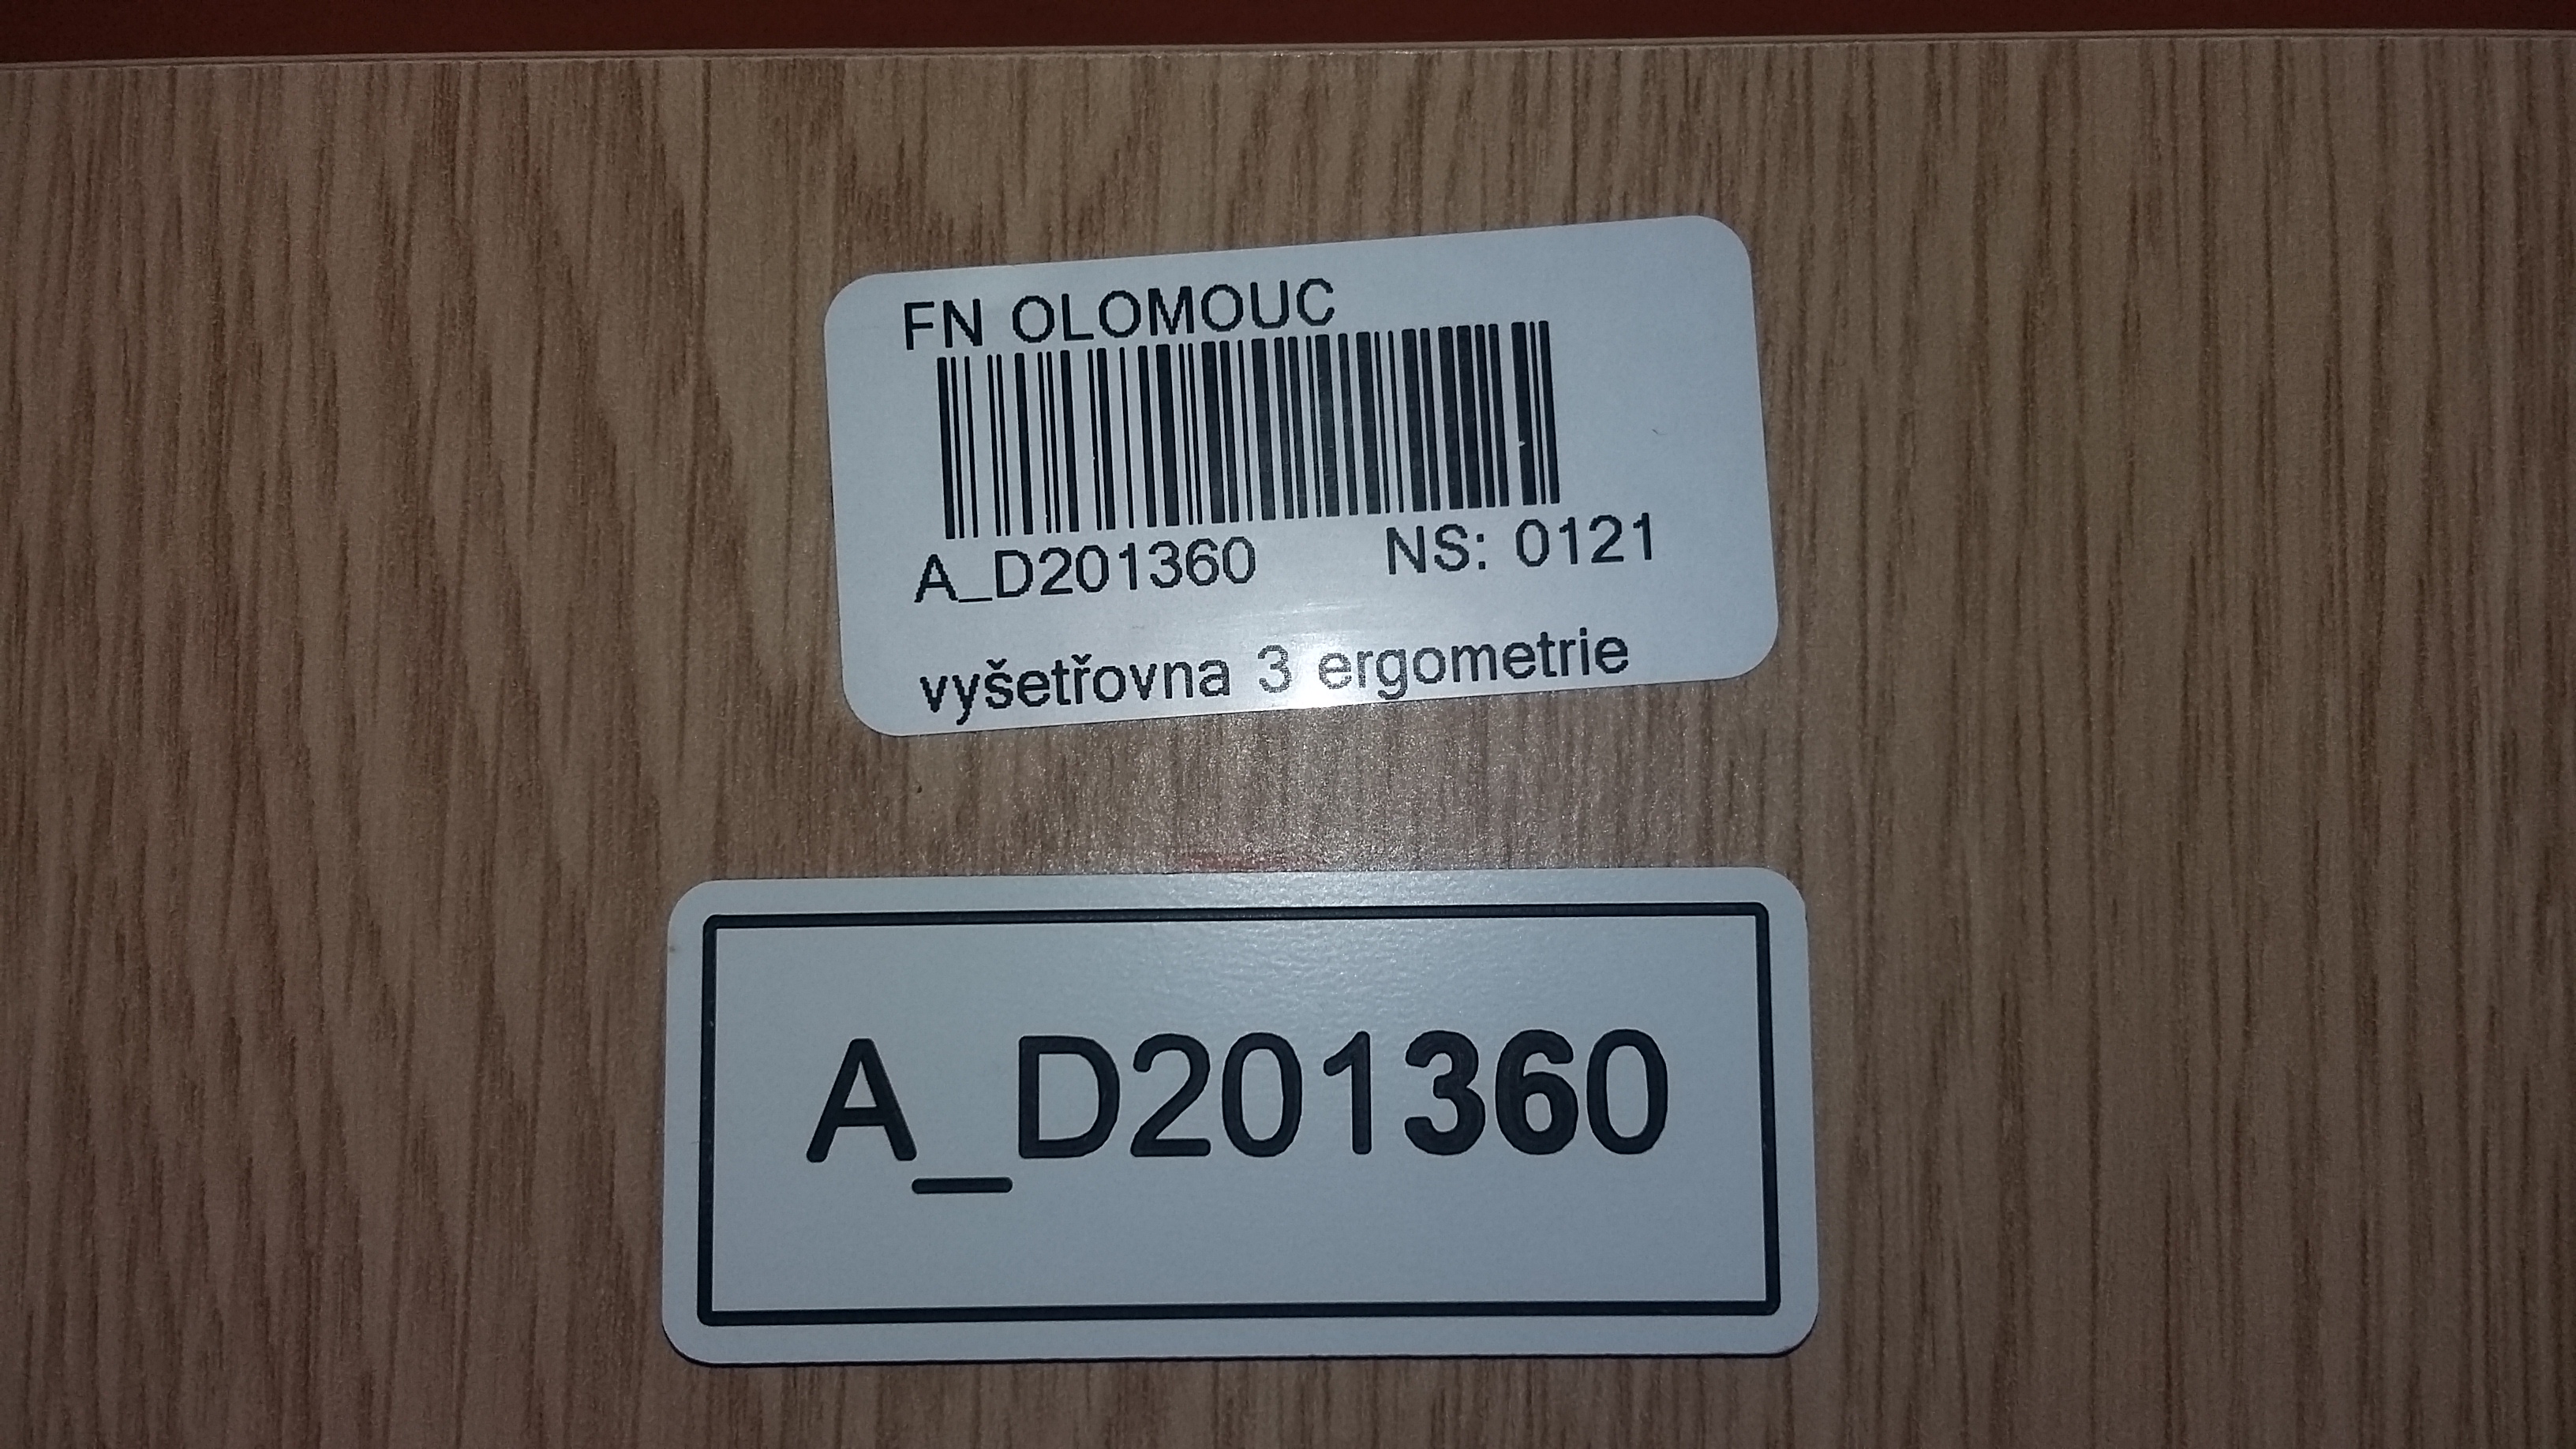 FN OLOMOUC
A_D201360 NS: 0121
vyšetřovna 3 ergometrie
A_D201360